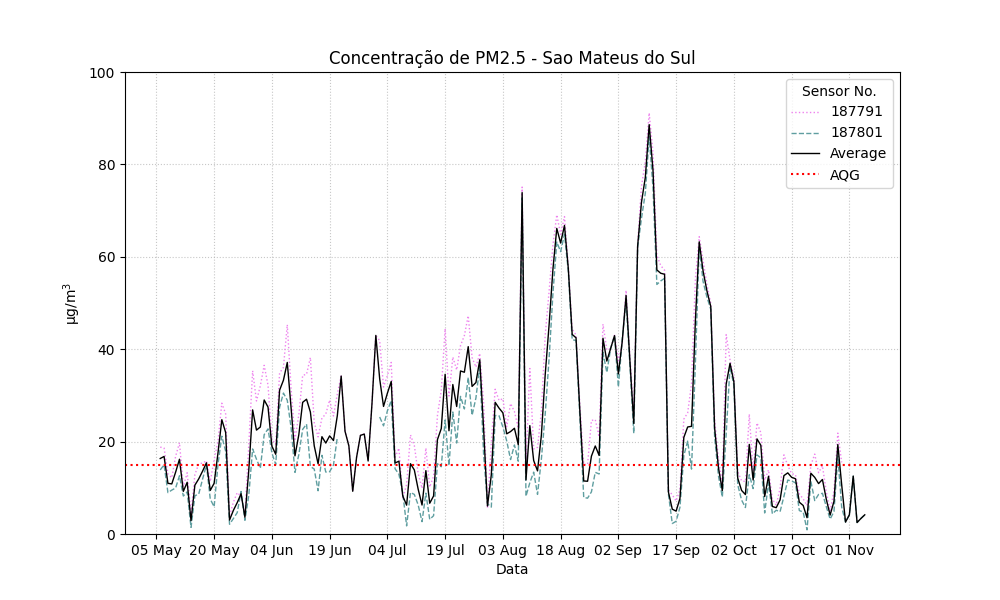 Concentração de PM2.5 - Sao Mateus do Sul
100
80
60
40
20
0
µg/m³
Sensor No.
187791
187801
Average
AQG
05 May 20 May 04 Jun 19 Jun 04 Jul 19 Jul 03 Aug 18 Aug 02 Sep 17 Sep 02 Oct 17 Oct 01 Nov
Data